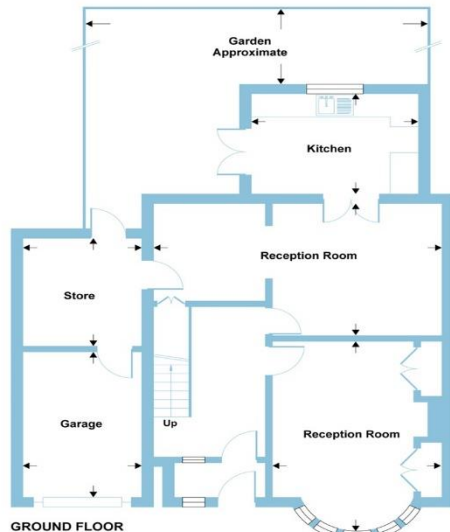 Garden
Approximate
Kitchen
Reception Room
Store
Garage
Up
Reception Room
GROUND FLOOR